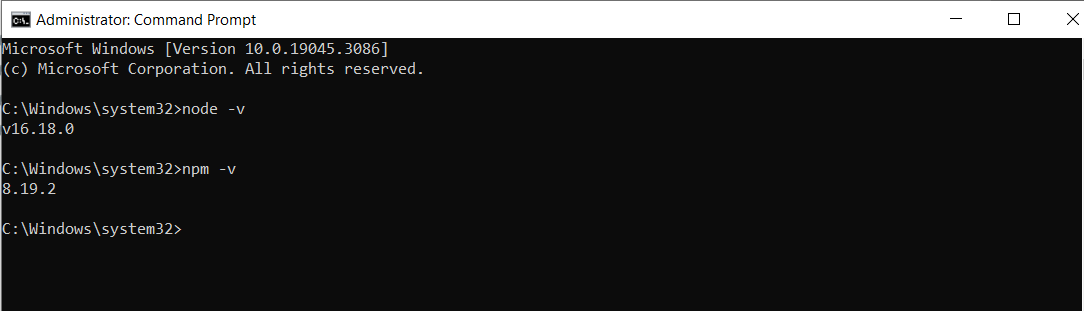 Administrator: Command Prompt
Microsoft Windows [Version 10.0.19045.3086]
(c) Microsoft Corporation. All rights reserved.
C:\Windows\system32>node -v
v16.18.0
C:\Windows\system32>npm -v
8.19.2
C:\Windows\system32>